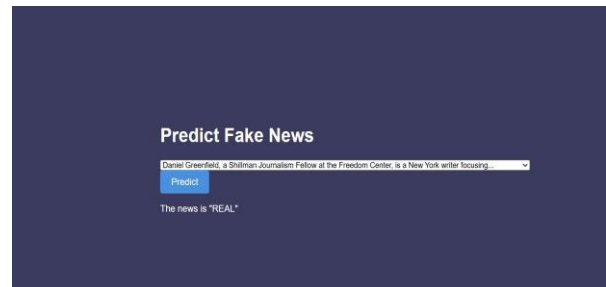 Predict Fake News
Daniel Greenfield, a Shillman Journalism Fellow at the Freedom Center, is a New York writer focusing...
Predict
The news is "REAL"